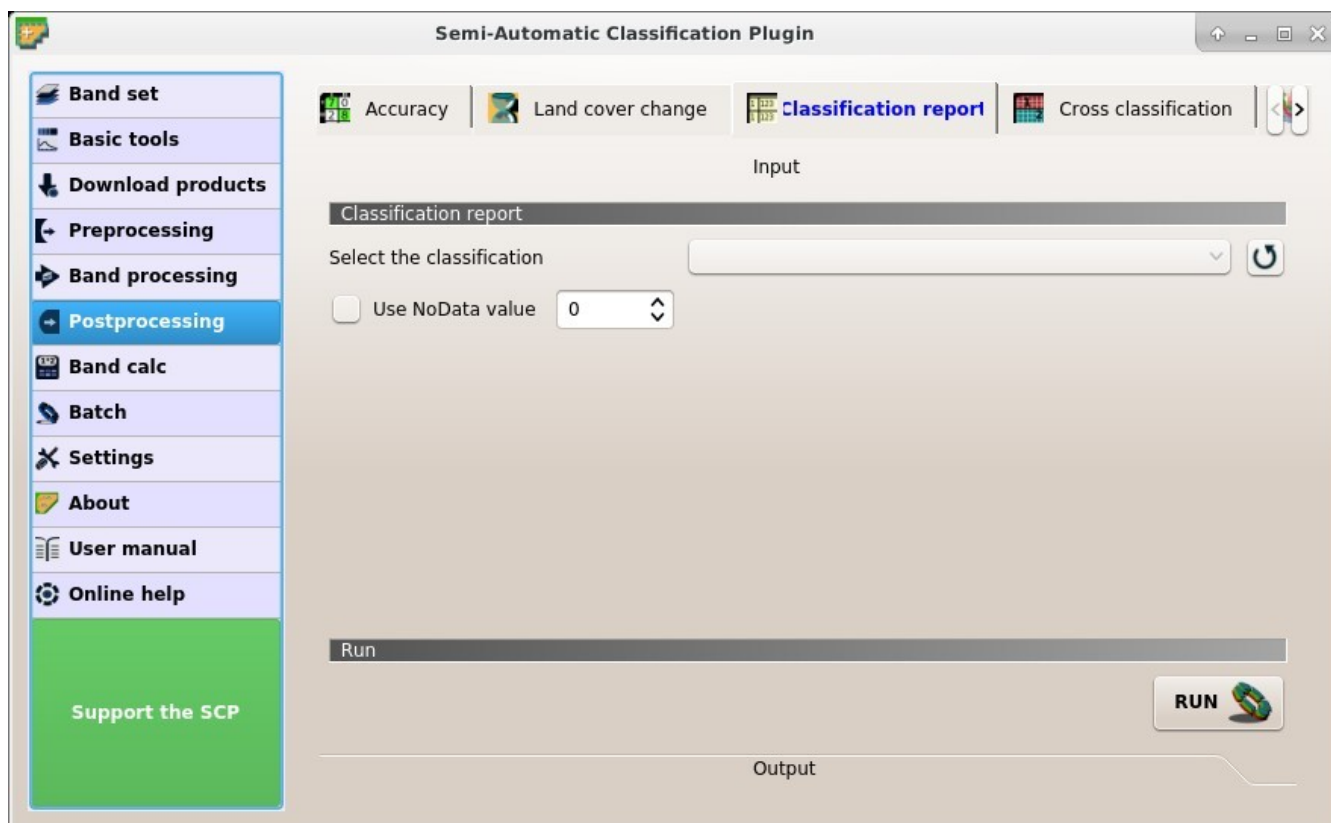 Semi-Automatic Classification Plugin
Band set
Basic tools
Download products
Preprocessing
Band processing
Postprocessing
Band calc
Batch
Settings
About
User manual
Online help
Support the SCP
Accuracy
Land cover change
Classification report
Cross classification
Input
Classification report
Select the classification
Use NoData value
0
Run
RUN
Output